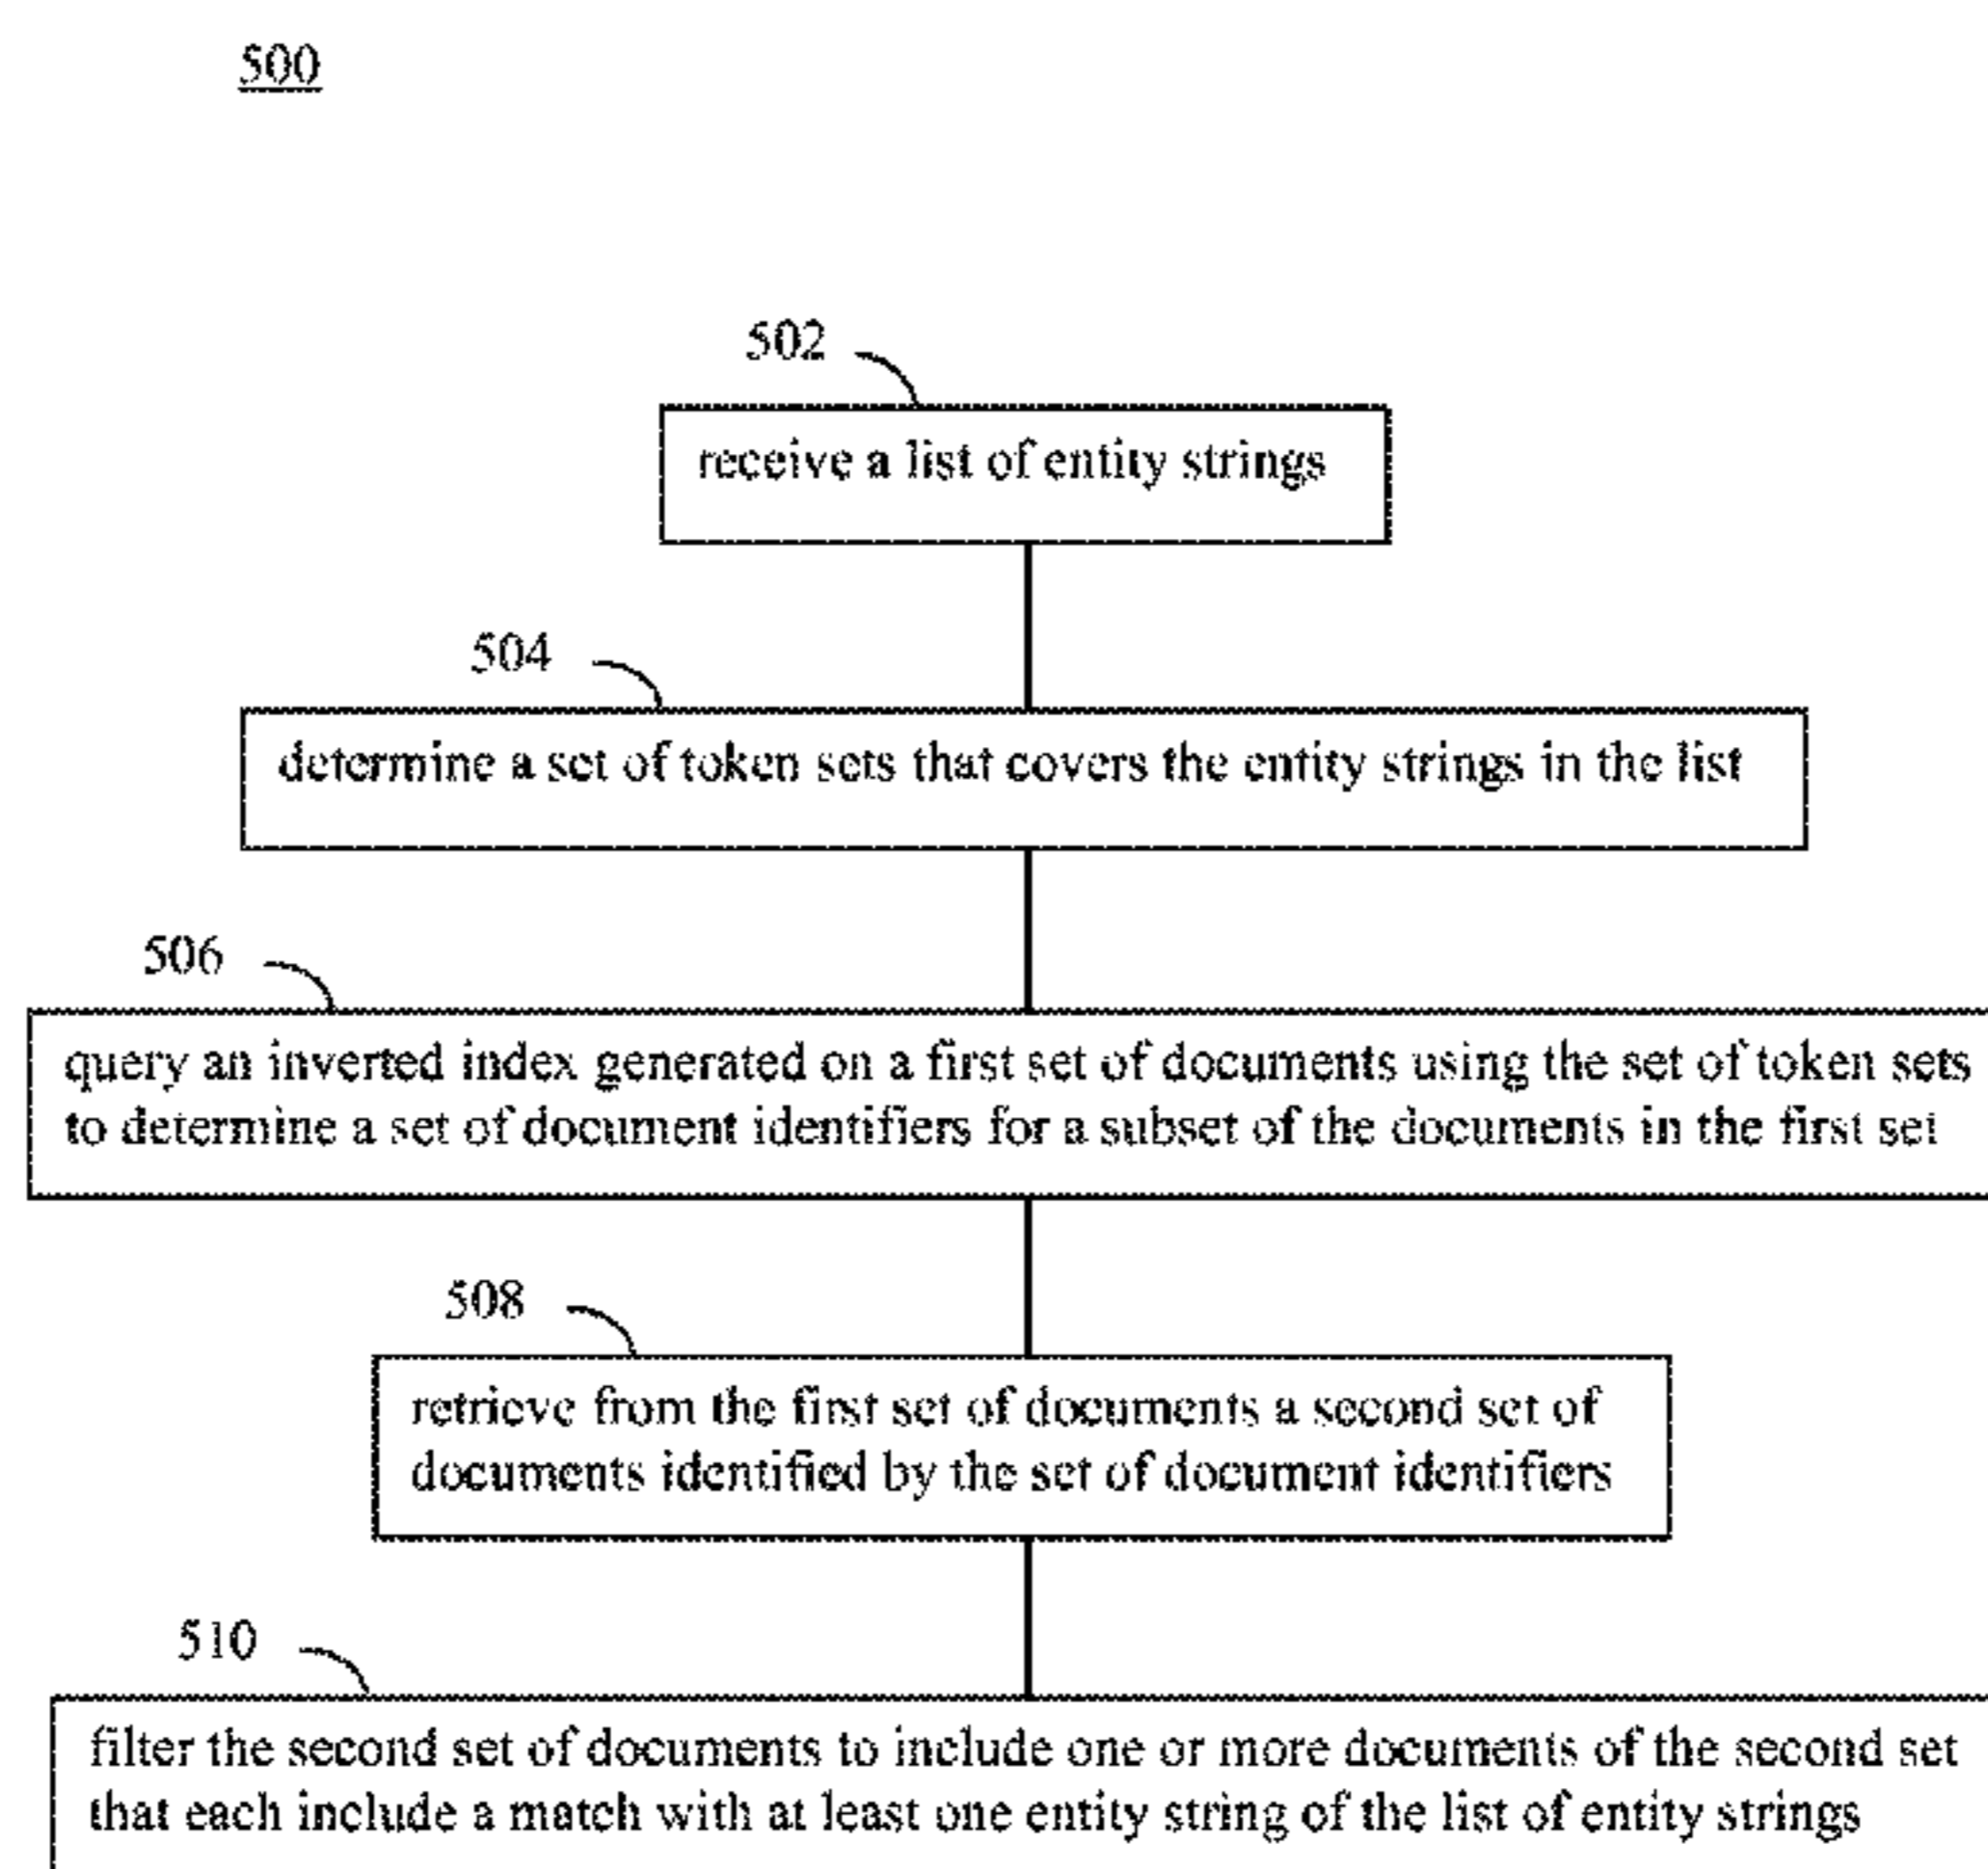 500
502
receive a list of entity strings
504
determine a set of token sets that covers the entity strings in the list
506
query an inverted index generated on a first set of documents using the set of token sets
to determine a set of document identifiers for a subset of the documents in the first set
508
retrieve from the first set of documents a second set of
documents identified by the set of document identifiers
510
filter the second set of documents to include one or more documents of the second set
that each include a match with at least one entity string of the list of entity strings